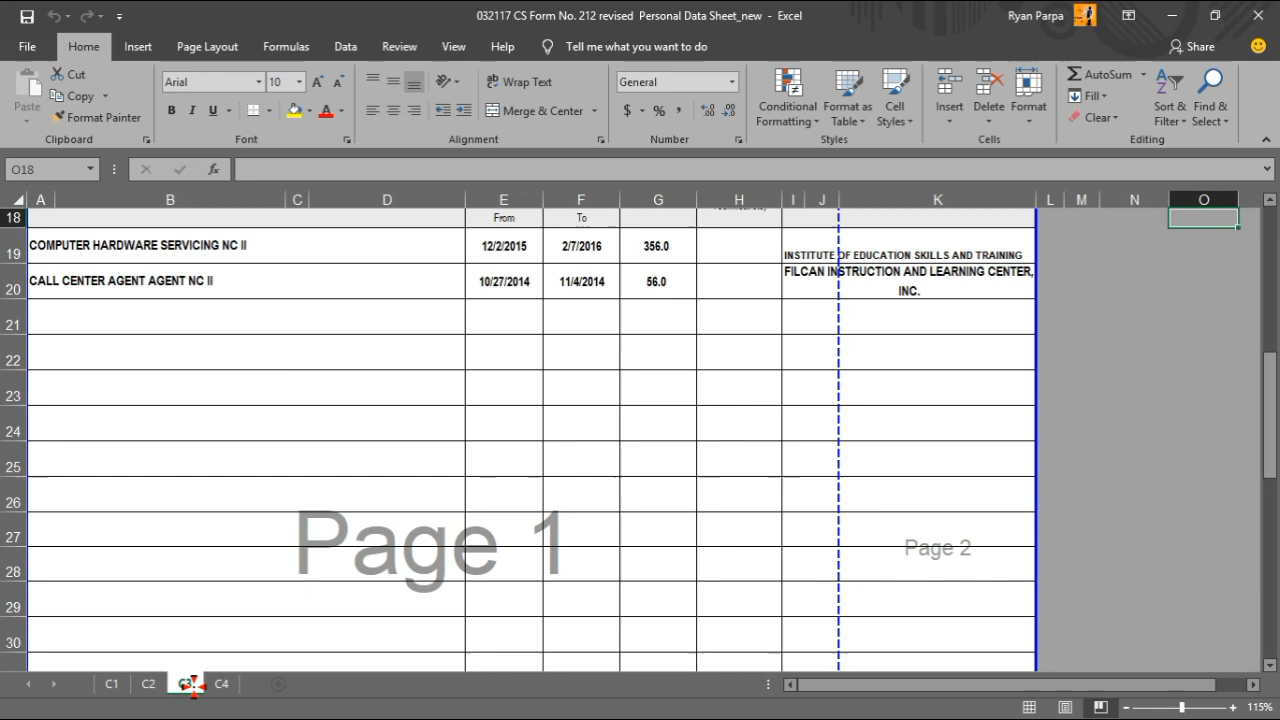 032117 CS Form No. 212 revised Personal Data Sheet_new - Excel
Ryan Parpa
File Home Insert Page Layout Formulas Data Review View Help Tell me what you want to do Share
Paste
Cut
Copy
Format Painter
Clipboard
Arial 10
B I U
Font
Wrap Text
Merge & Center
Alignment
General
$ % ,
Number
Conditional Formatting
Format as Table
Cell Styles
Styles
Insert Delete Format
Cells
AutoSum
Fill
Clear
Sort & Filter
Find & Select
Editing
O18 fx
A B C D E F G H I J K L M N O
18 From To
19 COMPUTER HARDWARE SERVICING NC II 12/2/2015 2/7/2016 356.0 INSTITUTE OF EDUCATION SKILLS AND TRAINING
20 CALL CENTER AGENT AGENT NC II 10/27/2014 11/4/2014 56.0 FILCAN INSTRUCTION AND LEARNING CENTER,
INC.
21
22
23
24
25
26
27
28
29
30
Page 1
Page 2
C1 C2 C3 C4
115%